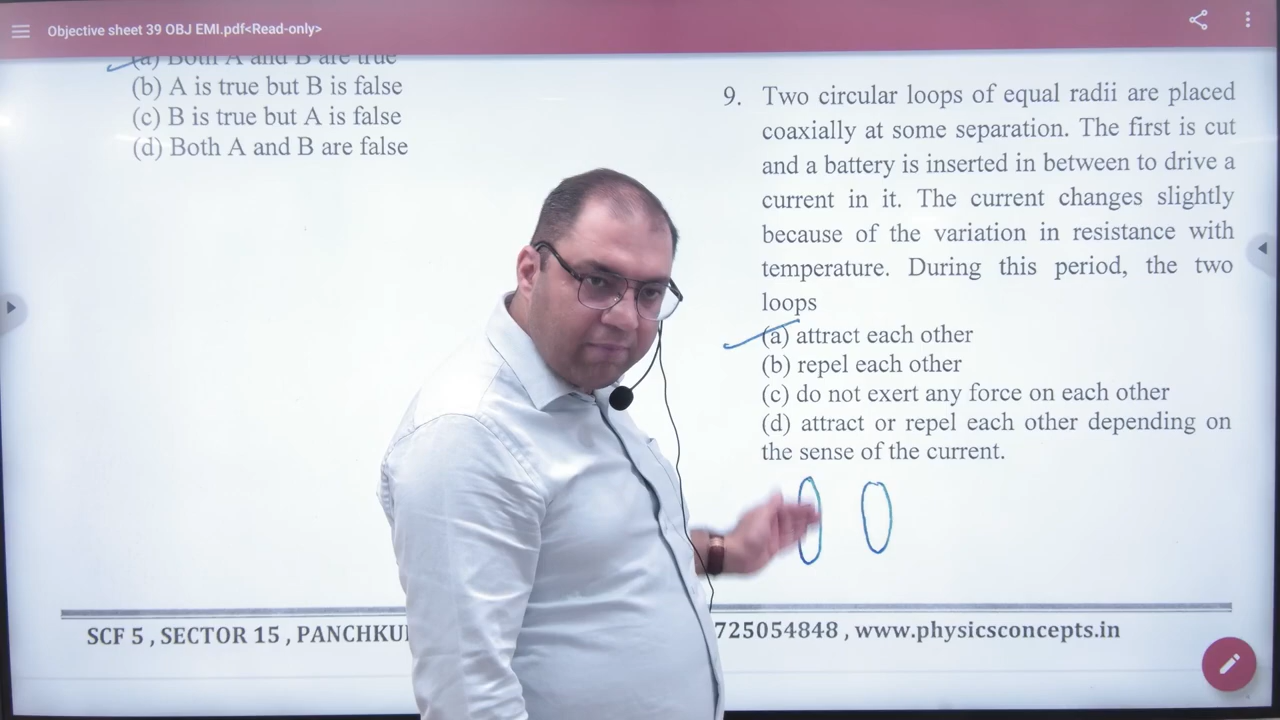 Objective sheet 39 OBJ EMI.pdf<Read-only>
(a) Both A and B are true
(b) A is true but B is false
(c) B is true but A is false
(d) Both A and B are false
9. Two circular loops of equal radii are placed
coaxially at some separation. The first is cut
and a battery is inserted in between to drive a
current in it. The current changes slightly
because of the variation in resistance with
temperature. During this period, the two
loops
(a) attract each other
(b) repel each other
(c) do not exert any force on each other
(d) attract or repel each other depending on
the sense of the current.
SCF 5 , SECTOR 15 , PANCHKU 725054848 , www.physicsconcepts.in